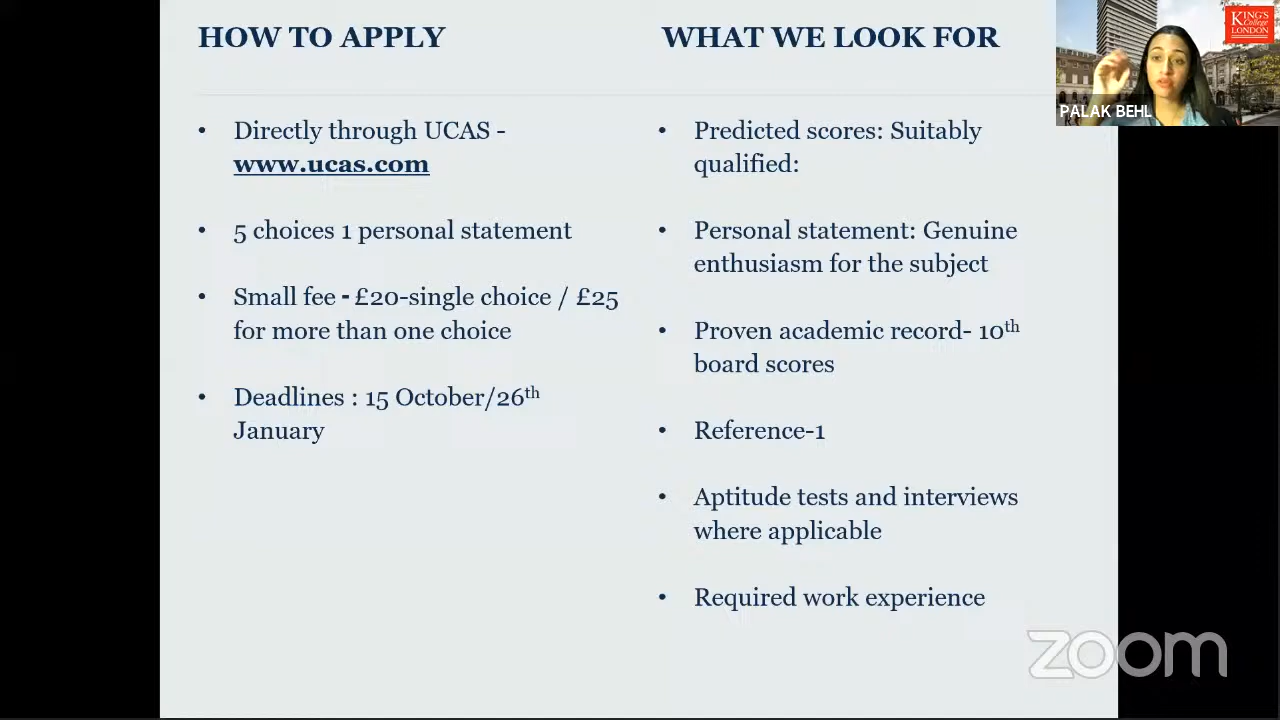 HOW TO APPLY
Directly through UCAS -
www.ucas.com
5 choices 1 personal statement
Small fee - £20-single choice / £25
for more than one choice
Deadlines : 15 October/26th
January
WHAT WE LOOK FOR
Predicted scores: Suitably
qualified:
Personal statement: Genuine
enthusiasm for the subject
Proven academic record- 10th
board scores
Reference-1
Aptitude tests and interviews
where applicable
Required work experience
KING'S
College
LONDON
PALAK BEHL
zoom